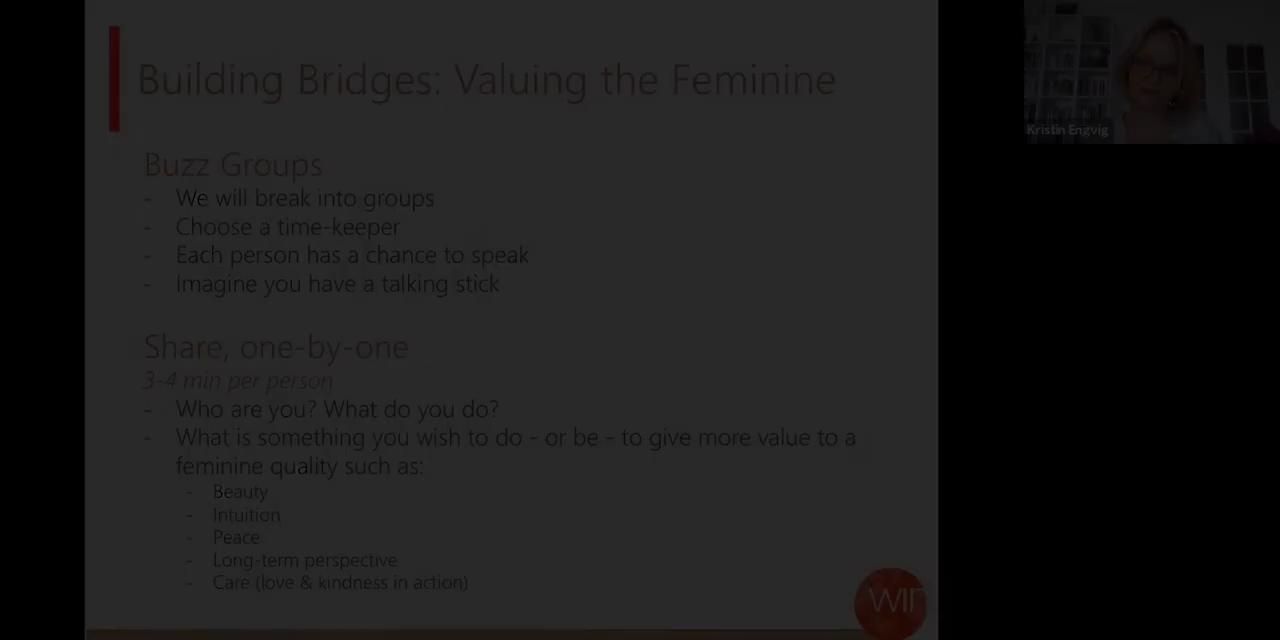 Building Bridges: Valuing the Feminine
Kristin Engvig
Buzz Groups
- We will break into groups
- Choose a time-keeper
- Each person has a chance to speak
- Imagine you have a talking stick
Share, one-by-one
3-4 min per person
- Who are you? What do you do?
- What is something you wish to do - or be - to give more value to a
feminine quality such as:
- Beauty
- Intuition
- Peace
- Long-term perspective
- Care (love & kindness in action)